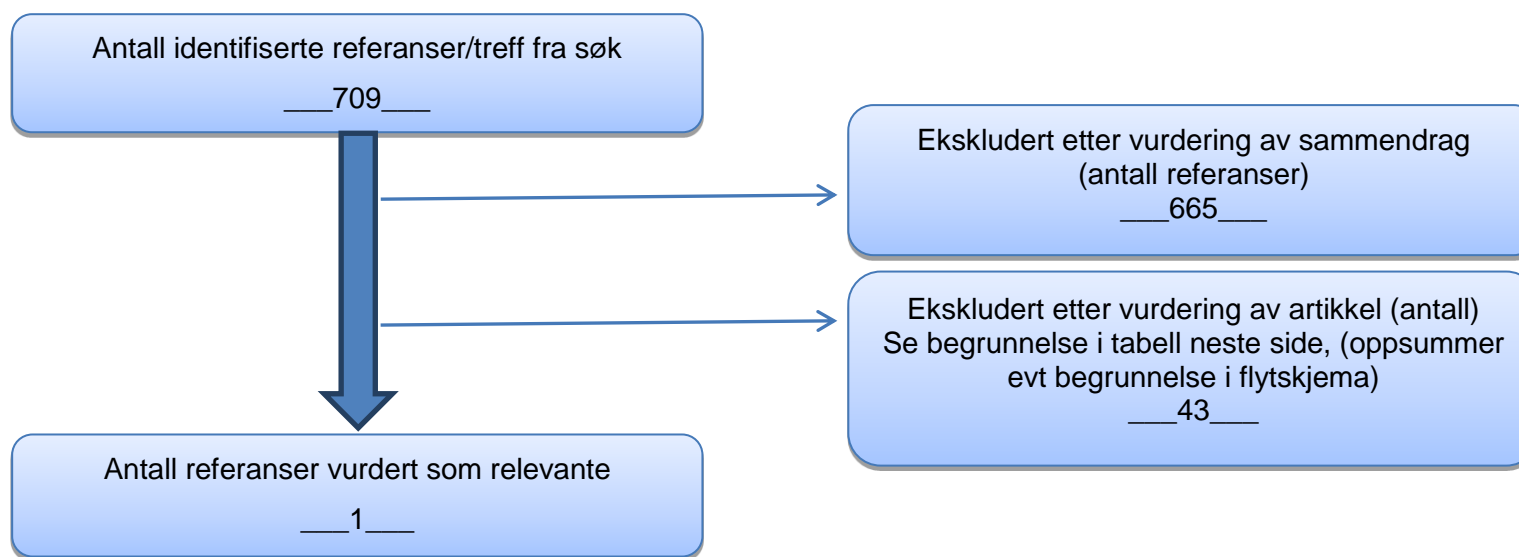 Antall identifiserte referanser/treff fra søk
___709___
Ekskludert etter vurdering av sammendrag
(antall referanser)
___665___
Ekskludert etter vurdering av artikkel (antall)
Se begrunnelse i tabell neste side, (oppsummer
evt begrunnelse i flytskjema)
___43___
Antall referanser vurdert som relevante
___1___